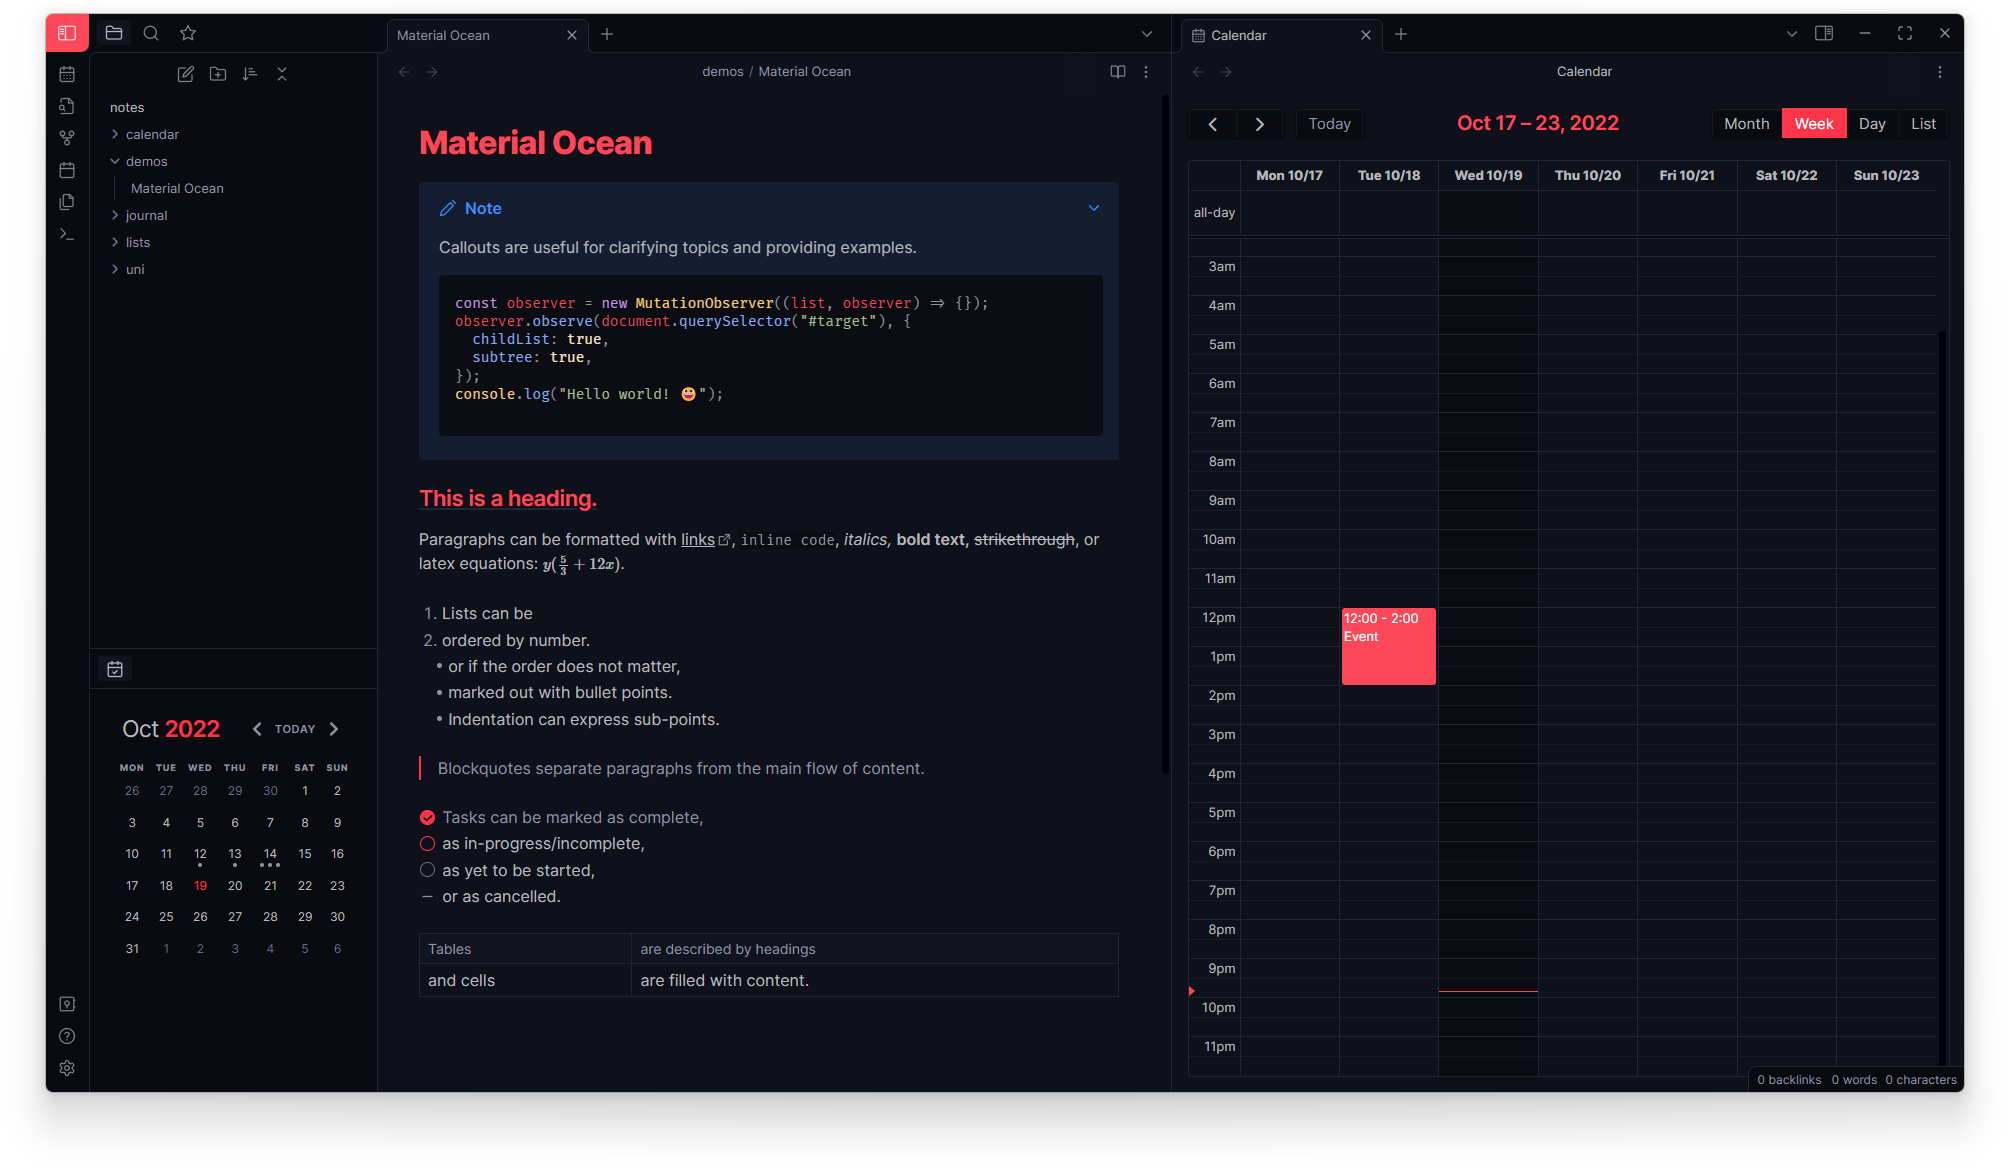 Material Ocean
Calendar
notes
calendar
demos
Material Ocean
journal
lists
uni
Oct 2022
TODAY
MON TUE WED THU FRI SAT SUN
26 27 28 29 30 1 2
3 4 5 6 7 8 9
10 11 12 13 14 15 16
17 18 19 20 21 22 23
24 25 26 27 28 29 30
31 1 2 3 4 5 6
demos / Material Ocean
Material Ocean
Note
Callouts are useful for clarifying topics and providing examples.
const observer = new MutationObserver((list, observer) => {});
observer.observe(document.querySelector("#target"), {
  childList: true,
  subtree: true,
});
console.log("Hello world! 😀");
This is a heading.
Paragraphs can be formatted with links, inline code, italics, bold text, strikethrough, or
latex equations: y(5/3 + 12x).
1. Lists can be
2. ordered by number.
• or if the order does not matter,
• marked out with bullet points.
• Indentation can express sub-points.
Blockquotes separate paragraphs from the main flow of content.
Tasks can be marked as complete,
as in-progress/incomplete,
as yet to be started,
or as cancelled.
Tables are described by headings
and cells are filled with content.
Calendar
Today
Oct 17 – 23, 2022
Month Week Day List
Mon 10/17 Tue 10/18 Wed 10/19 Thu 10/20 Fri 10/21 Sat 10/22 Sun 10/23
all-day
3am
4am
5am
6am
7am
8am
9am
10am
11am
12pm
12:00 - 2:00
Event
1pm
2pm
3pm
4pm
5pm
6pm
7pm
8pm
9pm
10pm
11pm
0 backlinks 0 words 0 characters